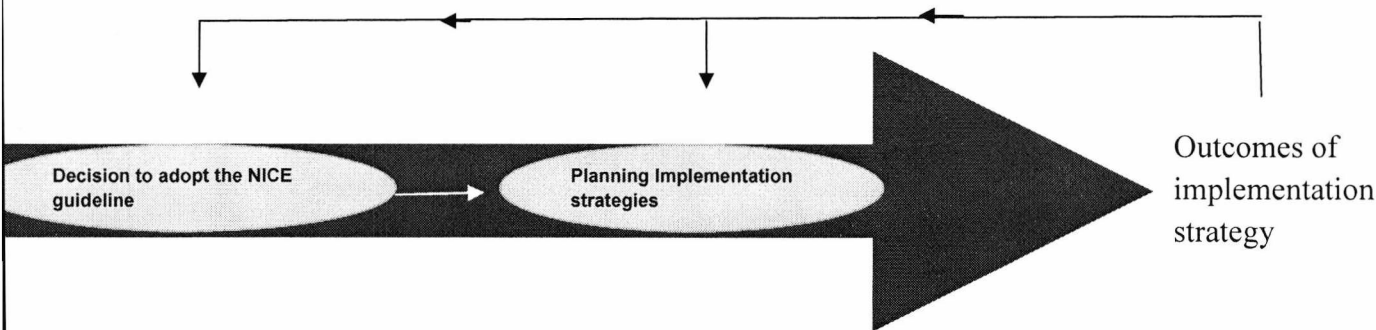 Decision to adopt the NICE
guideline
Planning Implementation
strategies
Outcomes of
implementation
strategy